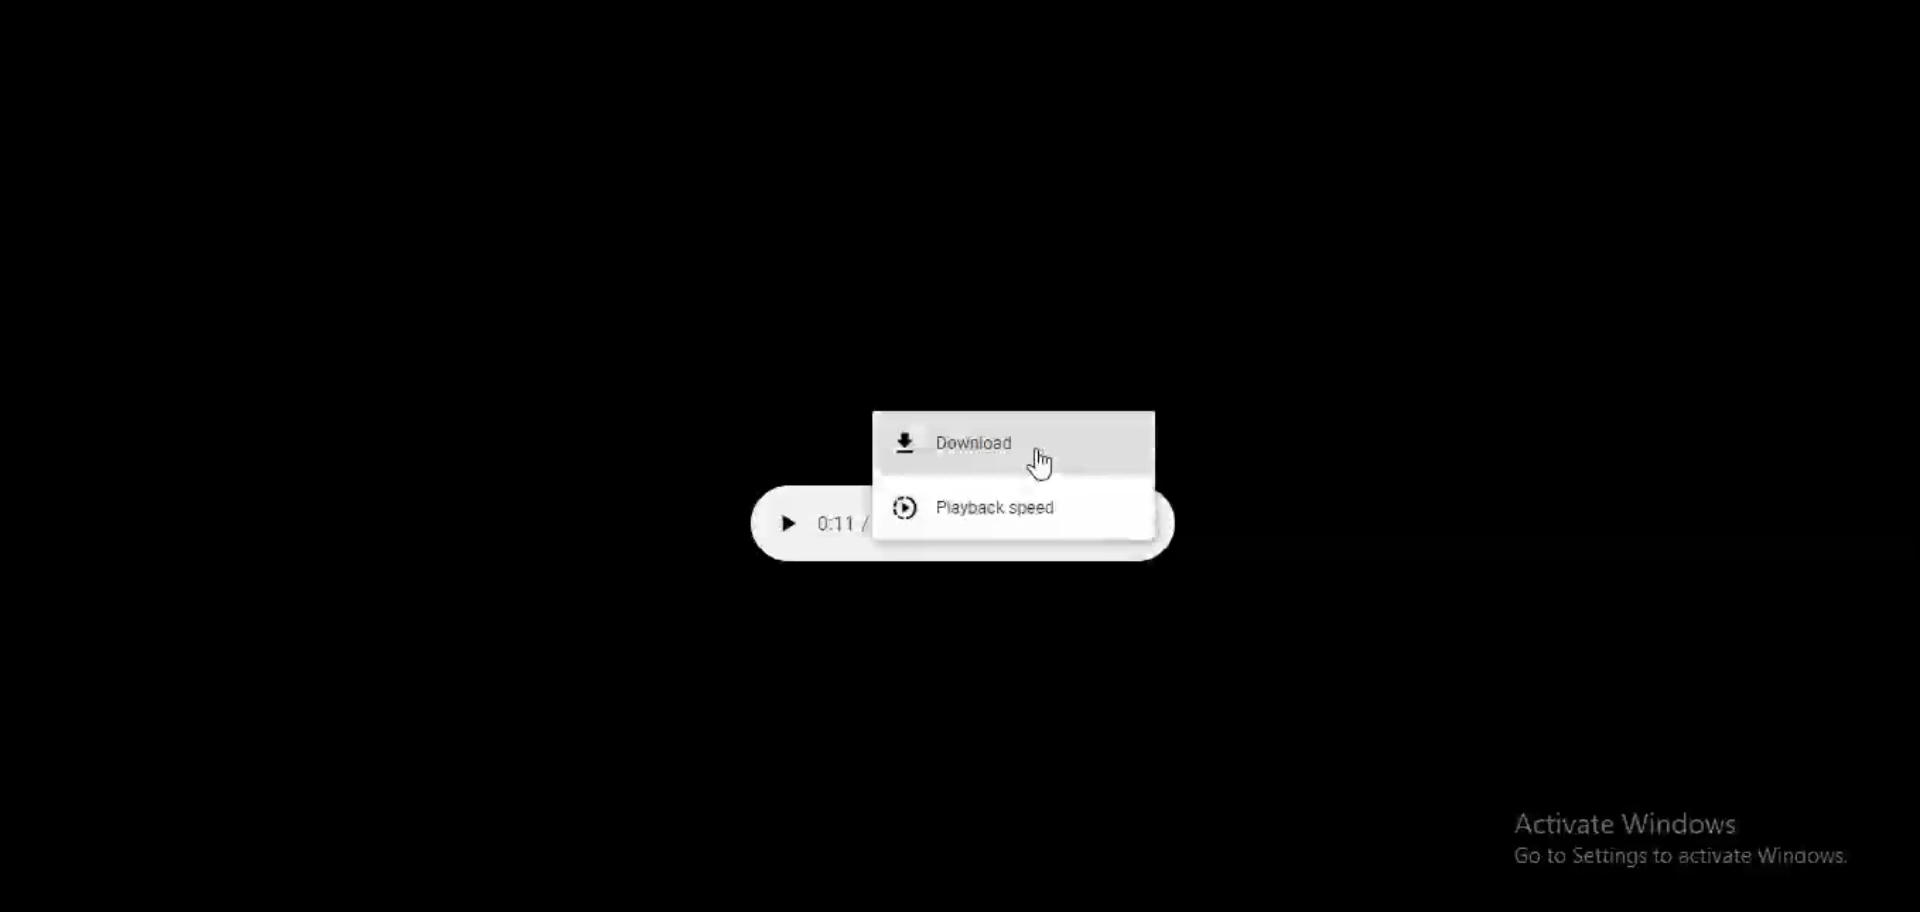 Download
Playback speed
0:11 /
Activate Windows
Go to Settings to activate Windows.